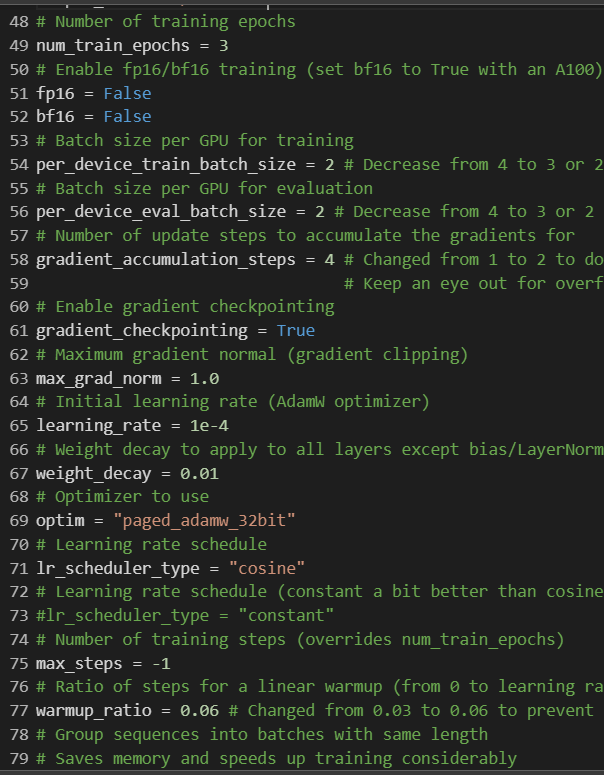 48 # Number of training epochs
49 num_train_epochs = 3
50 # Enable fp16/bf16 training (set bf16 to True with an A100)
51 fp16 = False
52 bf16 = False
53 # Batch size per GPU for training
54 per_device_train_batch_size = 2 # Decrease from 4 to 3 or 2
55 # Batch size per GPU for evaluation
56 per_device_eval_batch_size = 2 # Decrease from 4 to 3 or 2
57 # Number of update steps to accumulate the gradients for
58 gradient_accumulation_steps = 4 # Changed from 1 to 2 to do
59 # Keep an eye out for overf
60 # Enable gradient checkpointing
61 gradient_checkpointing = True
62 # Maximum gradient normal (gradient clipping)
63 max_grad_norm = 1.0
64 # Initial learning rate (AdamW optimizer)
65 learning_rate = 1e-4
66 # Weight decay to apply to all layers except bias/LayerNorm
67 weight_decay = 0.01
68 # Optimizer to use
69 optim = "paged_adamw_32bit"
70 # Learning rate schedule
71 lr_scheduler_type = "cosine"
72 # Learning rate schedule (constant a bit better than cosine
73 #lr_scheduler_type = "constant"
74 # Number of training steps (overrides num_train_epochs)
75 max_steps = -1
76 # Ratio of steps for a linear warmup (from 0 to learning ra
77 warmup_ratio = 0.06 # Changed from 0.03 to 0.06 to prevent
78 # Group sequences into batches with same length
79 # Saves memory and speeds up training considerably